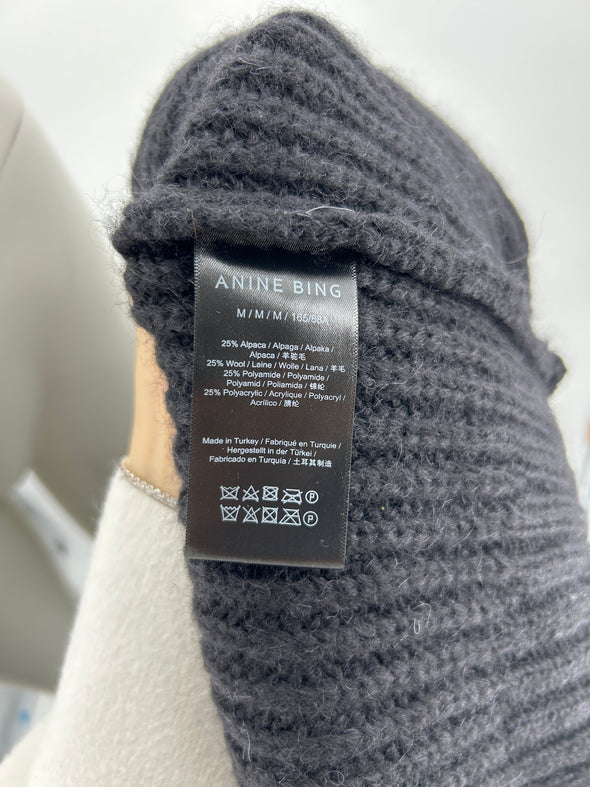 ANINE BING
M / M / M / 165/88A
25% Alpaca / Alpaga / Alpaka /
Alpaca / 羊驼毛
25% Wool / Laine / Wolle / Lana / 羊毛
25% Polyamide / Polyamide /
Polyamid / Poliamida / 锦纶
25% Polyacrylic / Acrylique / Polyacryl /
Acrílico / 腈纶
Made in Turkey / Fabriqué en Turquie /
Hergestellt in der Türkei /
Fabricado en Turquía / 土耳其制造
P
P